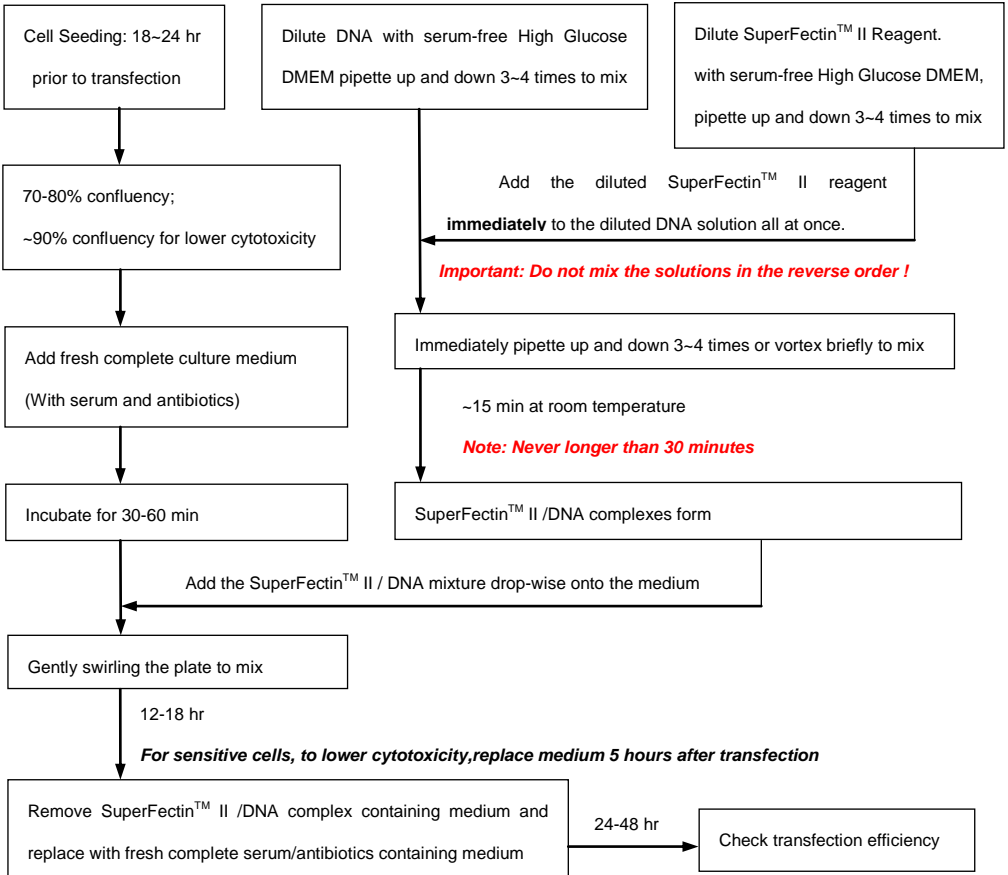 Cell Seeding: 18~24 hr
prior to transfection
Dilute DNA with serum-free High Glucose
DMEM pipette up and down 3~4 times to mix
Dilute SuperFectin™ II Reagent.
with serum-free High Glucose DMEM,
pipette up and down 3~4 times to mix
70-80% confluency;
~90% confluency for lower cytotoxicity
Add the diluted SuperFectin™ II reagent
immediately to the diluted DNA solution all at once.
Important: Do not mix the solutions in the reverse order !
Add fresh complete culture medium
(With serum and antibiotics)
Immediately pipette up and down 3~4 times or vortex briefly to mix
~15 min at room temperature
Note: Never longer than 30 minutes
Incubate for 30-60 min
SuperFectin™ II /DNA complexes form
Add the SuperFectin™ II / DNA mixture drop-wise onto the medium
Gently swirling the plate to mix
12-18 hr
For sensitive cells, to lower cytotoxicity,replace medium 5 hours after transfection
Remove SuperFectin™ II /DNA complex containing medium and
replace with fresh complete serum/antibiotics containing medium
24-48 hr
Check transfection efficiency